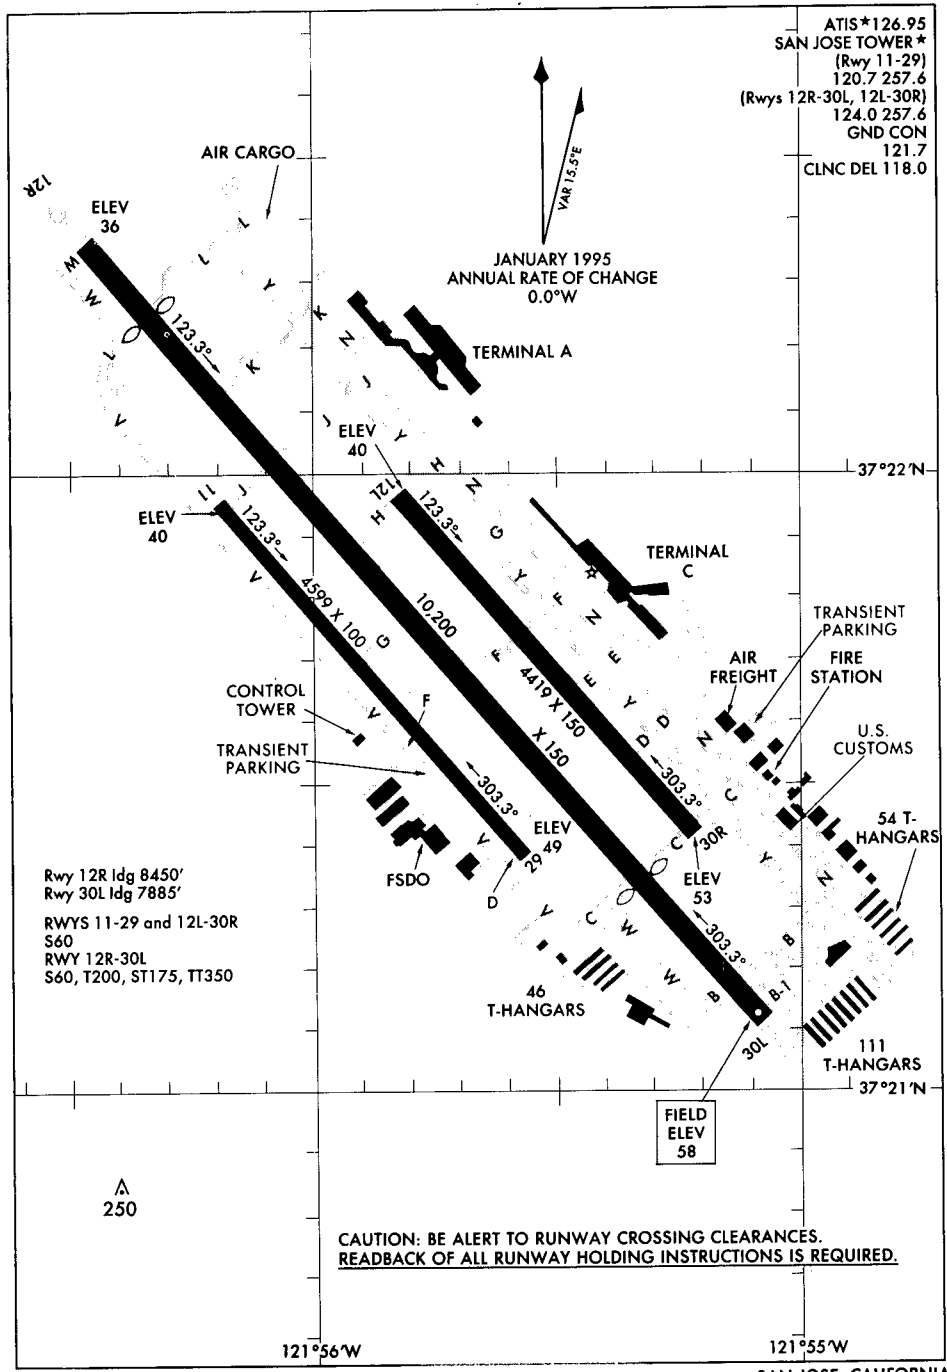 ATIS★126.95
SAN JOSE TOWER★
(Rwy 11-29)
120.7 257.6
(Rwys 12R-30L, 12L-30R)
124.0 257.6
GND CON
121.7
CLNC DEL 118.0
VAR 15.5°E
JANUARY 1995
ANNUAL RATE OF CHANGE
0.0°W
AIR CARGO
12R
ELEV
36
W
W
L
L
L
Y
K
K
N
J
J
Y
H
N
V
123.3°
TERMINAL A
ELEV
40
12L
H
123.3°
37°22'N
11
J
ELEV
40
123.3°
V
4599 X 100
G
10,200
X 150
F
4419 X 150
G
Y
F
N
E
E
Y
D
D
N
C
TERMINAL
C
TRANSIENT
PARKING
AIR
FREIGHT
FIRE
STATION
U.S.
CUSTOMS
54 T-
HANGARS
CONTROL
TOWER
V
F
TRANSIENT
PARKING
303.3°
303.3°
C
30R
ELEV
53
Y
N
ELEV
49
29
V
D
FSDO
Rwy 12R ldg 8450'
Rwy 30L ldg 7885'
RWYS 11-29 and 12L-30R
S60
RWY 12R-30L
S60, T200, ST175, TT350
V
C
W
W
B
303.3°
B
B-1
30L
46
T-HANGARS
111
T-HANGARS
37°21'N
FIELD
ELEV
58
250
CAUTION: BE ALERT TO RUNWAY CROSSING CLEARANCES.
READBACK OF ALL RUNWAY HOLDING INSTRUCTIONS IS REQUIRED.
121°56'W
121°55'W
SAN JOSE, CALIFORNIA